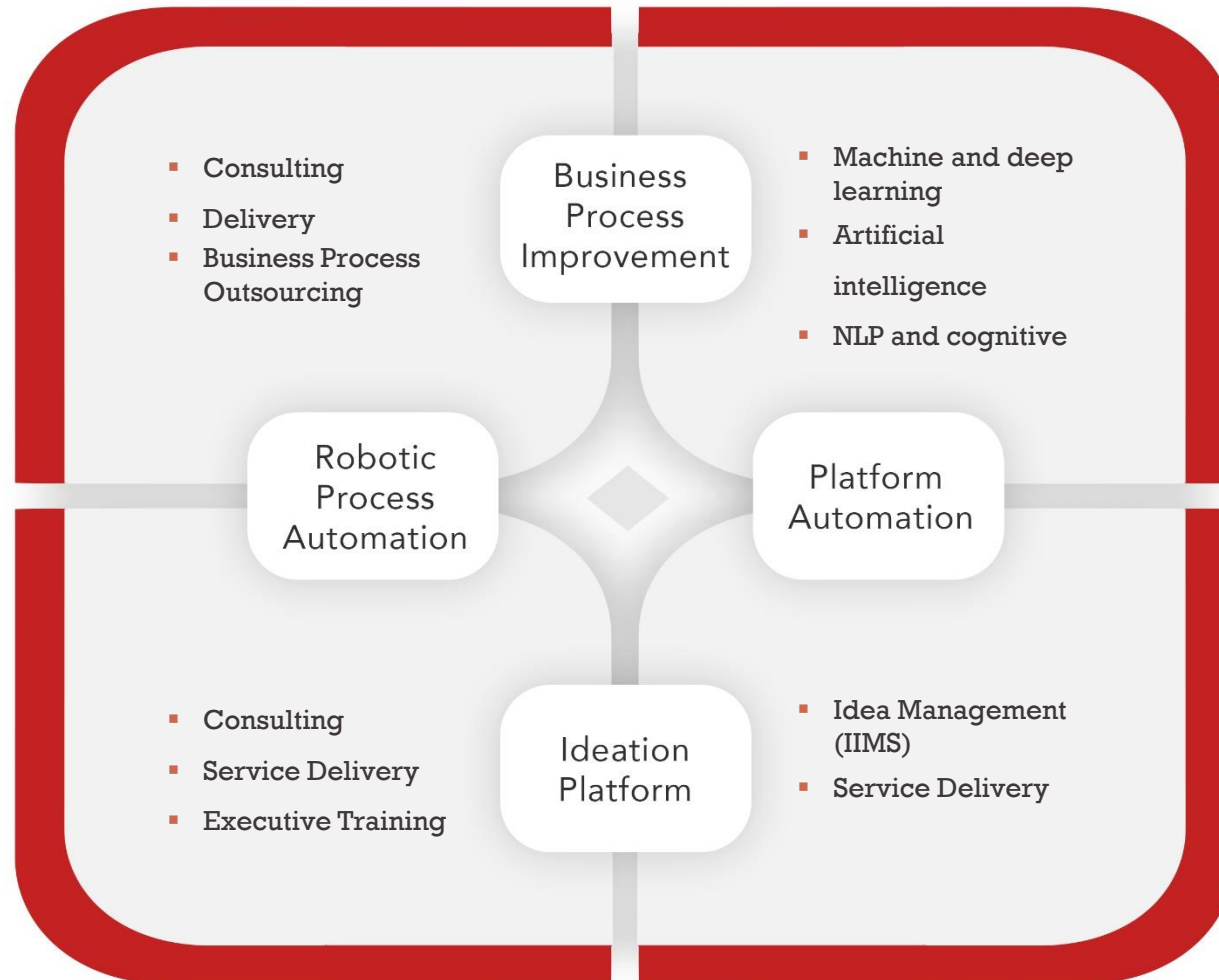 Consulting
Delivery
Business Process
Outsourcing
Business
Process
Improvement
Machine and deep
learning
Artificial
intelligence
NLP and cognitive
Robotic
Process
Automation
Platform
Automation
Consulting
Service Delivery
Executive Training
Ideation
Platform
Idea Management
(IIMS)
Service Delivery